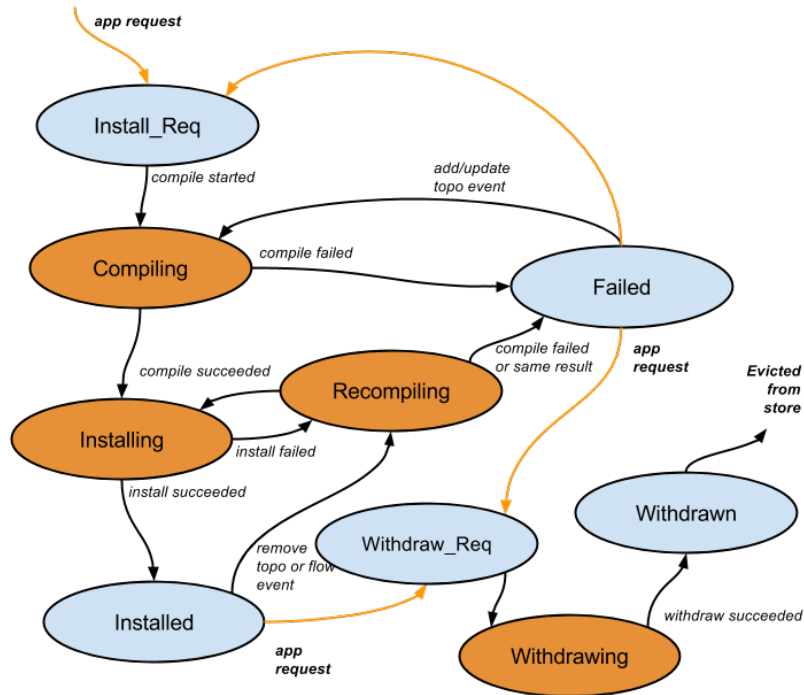 app request
Install_Req
compile started
add/update
topo event
Compiling
compile failed
Failed
compile succeeded
Recompiling
compile failed
or same result
app
request
Evicted
from
store
Installing
install failed
install succeeded
Withdrawn
remove
topo or flow
event
Withdraw_Req
Installed
app
request
Withdrawing
withdraw succeeded